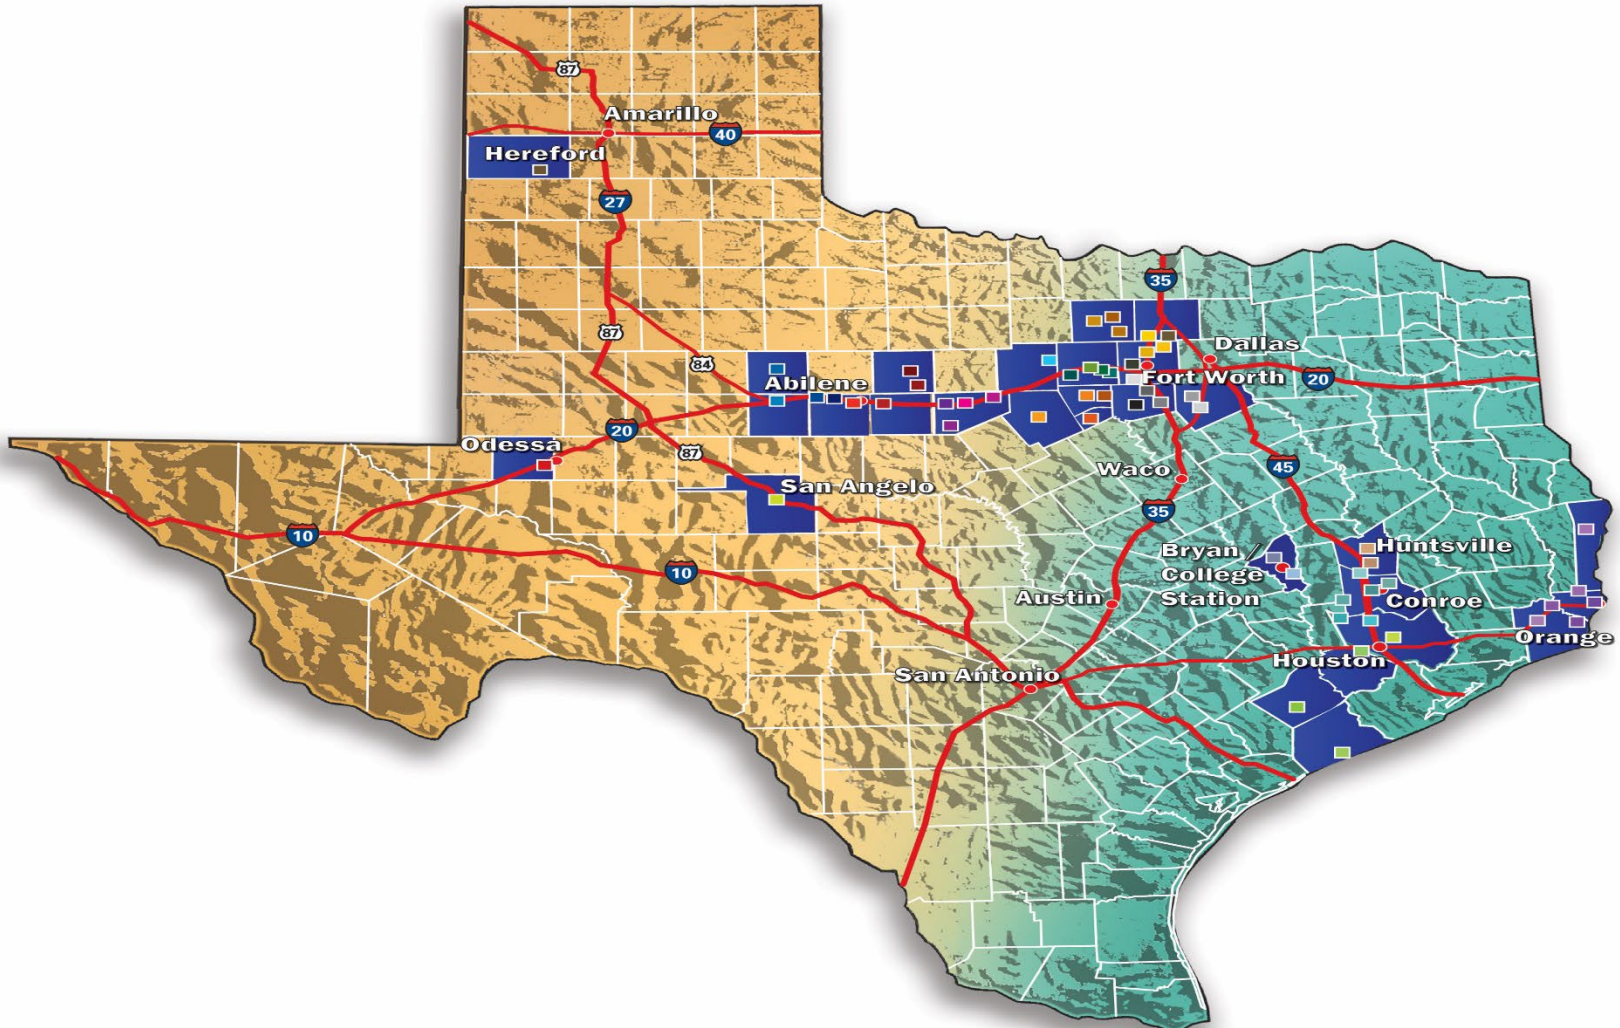 87
Amarillo
40
Hereford
27
35
87
Dallas
84
Abilene
Fort Worth
20
20
Odessa
87
Waco
45
San Angelo
35
10
Bryan /
College
Station
Huntsville
10
Austin
Conroe
Orange
Houston
San Antonio